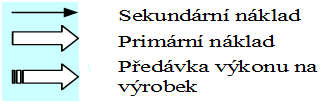 Sekundární náklad
Primární náklad
Předávka výkonu na
výrobek